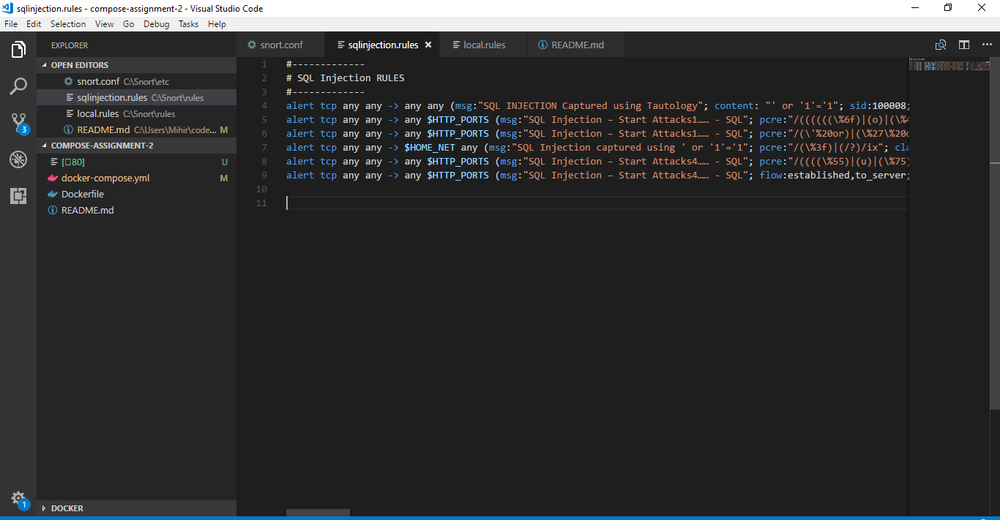 sqlinjection.rules - compose-assignment-2 - Visual Studio Code
File Edit Selection View Go Debug Tasks Help
EXPLORER
OPEN EDITORS
snort.conf C:\Snort\etc
sqlinjection.rules C:\Snort\rules
local.rules C:\Snort\rules
README.md C:\Users\Mihir\code... M
COMPOSE-ASSIGNMENT-2
[□80] U
docker-compose.yml M
Dockerfile
README.md
DOCKER
3
1
snort.conf sqlinjection.rules local.rules README.md
1 #-------------
2 # SQL Injection RULES
3 #-------------
4 alert tcp any any -> any any (msg:"SQL INJECTION Captured using Tautology"; content: "' or '1'='1"; sid:100008;
5 alert tcp any any -> any $HTTP_PORTS (msg:"SQL Injection – Start Attacks1…… - SQL"; pcre:"/((((((\%6f)|(o)|(\%4
6 alert tcp any any -> any $HTTP_PORTS (msg:"SQL Injection – Start Attacks1…… - SQL"; pcre:"/(\'%20or)|(\%27\%20o
7 alert tcp any any -> $HOME_NET any (msg:"SQL Injection captured using ' or '1'='1"; pcre:"/(\%3f)|(/?)/ix"; cla
8 alert tcp any any -> any $HTTP_PORTS (msg:"SQL Injection – Start Attacks4…… - SQL"; pcre:"/(((((\%55)|(u)|(\%75)
9 alert tcp any any -> any $HTTP_PORTS (msg:"SQL Injection – Start Attacks4…… - SQL"; flow:established,to_server;
10
11